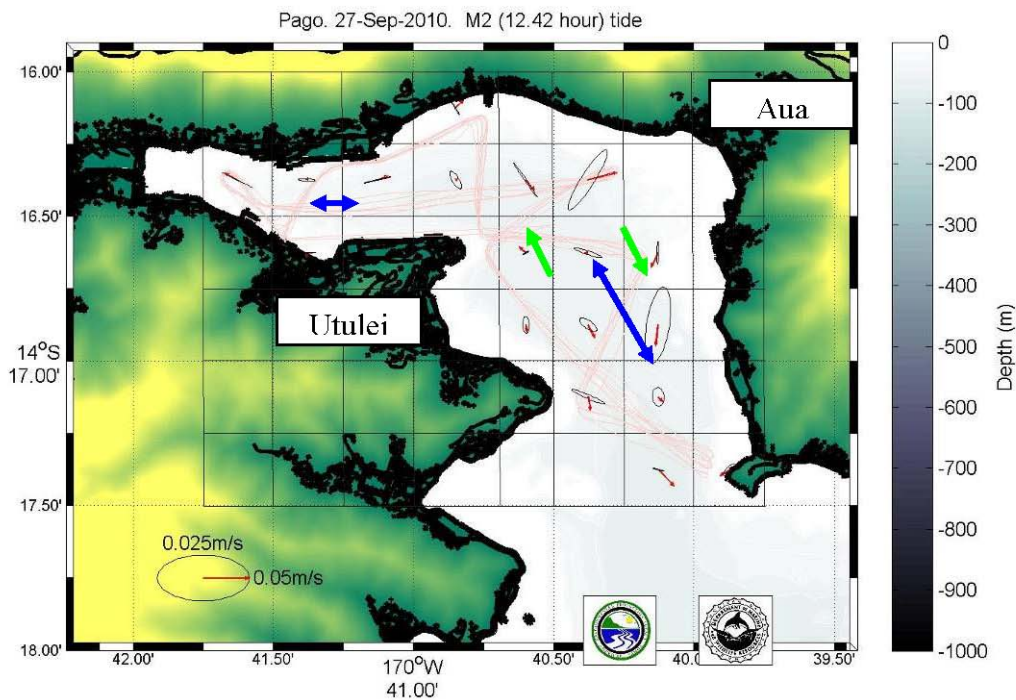 Pago. 27-Sep-2010. M2 (12.42 hour) tide
16.00'
16.50'
14°S
17.00'
17.50'
18.00'
Aua
Utulei
0.025m/s
0.05m/s
42.00'
41.50'
170°W
41.00'
40.50'
40.00'
39.50'
0
-100
-200
-300
-400
-500
-600
-700
-800
-900
-1000
Depth (m)